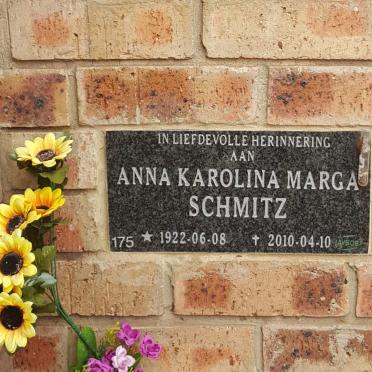 IN LIEFDEVOLLE HERINNERING
AAN
ANNA KAROLINA MARGA
SCHMITZ
175 ★ 1922-06-08 ✝ 2010-04-10